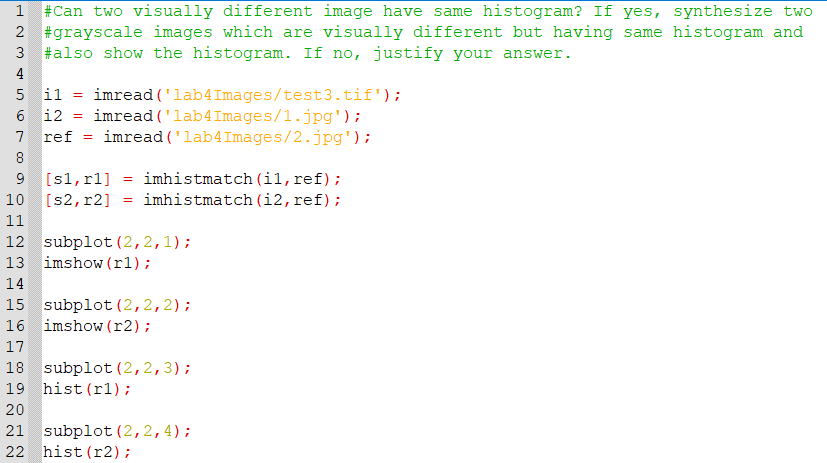 1 #Can two visually different image have same histogram? If yes, synthesize two
2 #grayscale images which are visually different but having same histogram and
3 #also show the histogram. If no, justify your answer.
4
5 i1 = imread('lab4Images/test3.tif');
6 i2 = imread('lab4Images/1.jpg');
7 ref = imread('lab4Images/2.jpg');
8
9 [s1,r1] = imhistmatch(i1,ref);
10 [s2,r2] = imhistmatch(i2,ref);
11
12 subplot(2,2,1);
13 imshow(r1);
14
15 subplot(2,2,2);
16 imshow(r2);
17
18 subplot(2,2,3);
19 hist(r1);
20
21 subplot(2,2,4);
22 hist(r2);